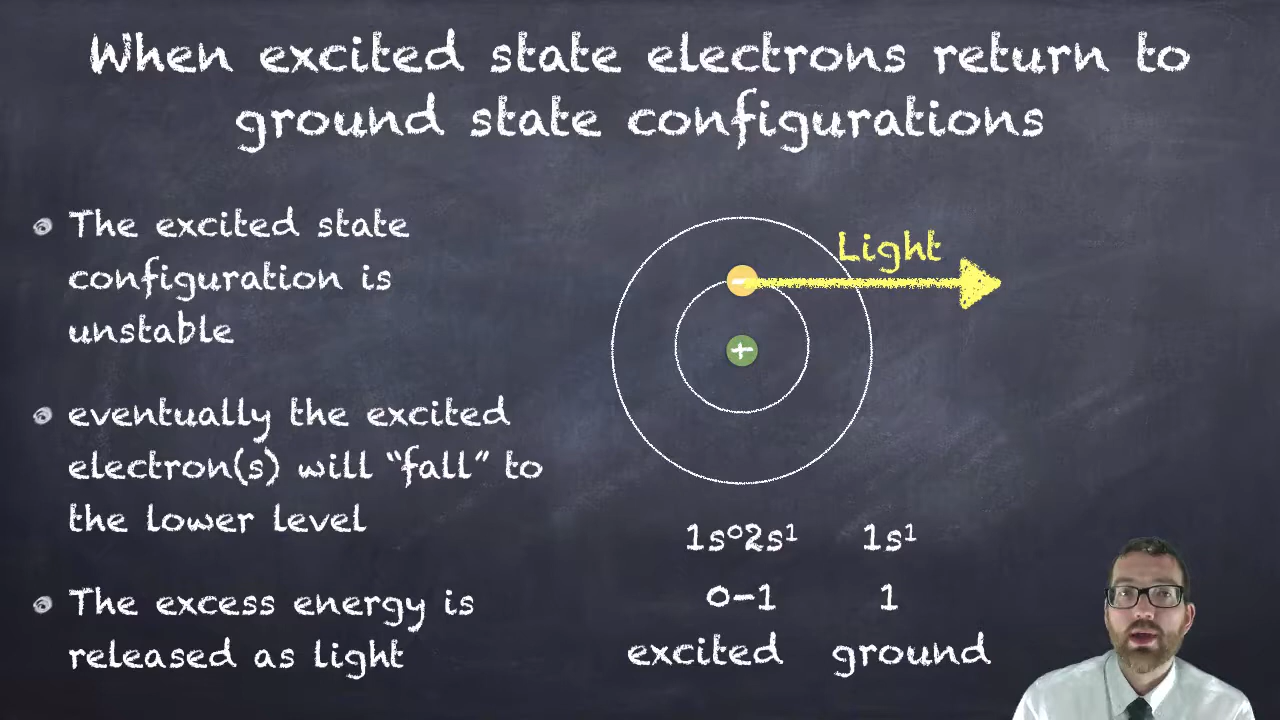 When excited state electrons return to
ground state configurations
The excited state
configuration is
unstable
eventually the excited
electron(s) will “fall” to
the lower level
The excess energy is
released as light
Light
-
+
1s⁰2s¹ 1s¹
0-1 1
excited ground